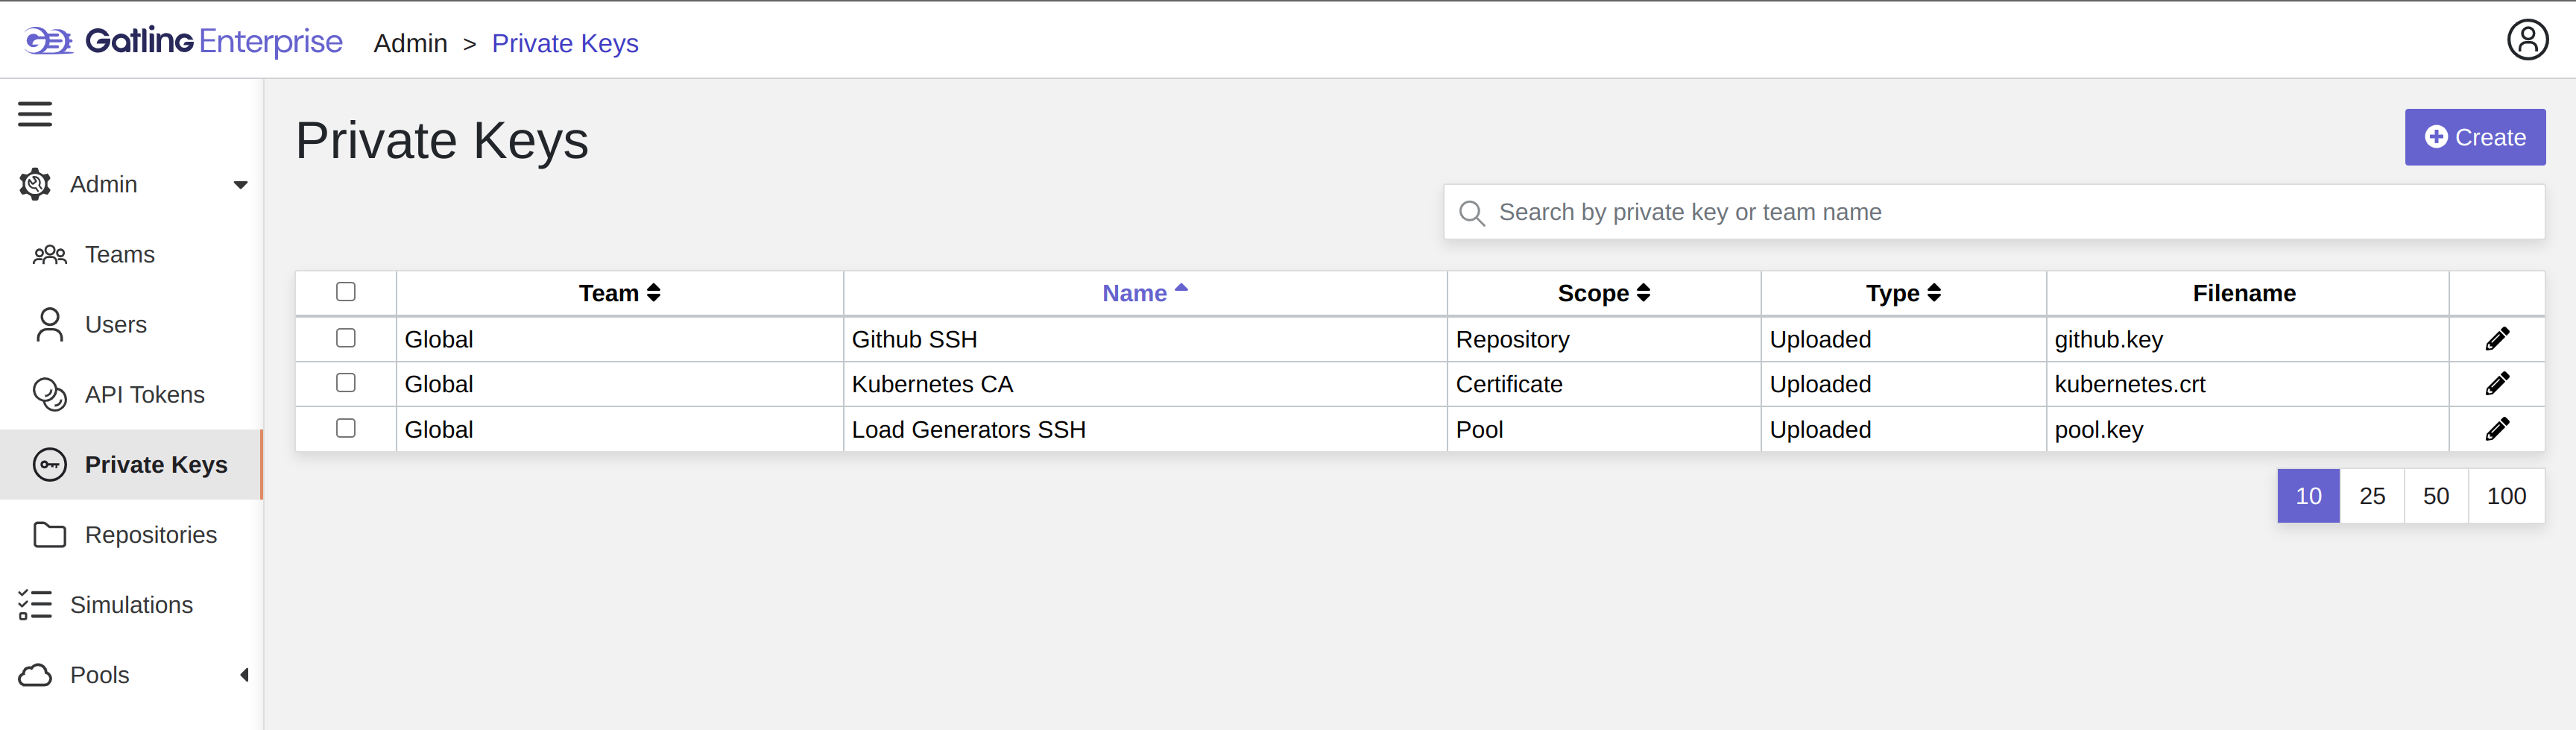 Gatling Enterprise Admin > Private Keys
Admin
Teams
Users
API Tokens
Private Keys
Repositories
Simulations
Pools
Private Keys
Create
Search by private key or team name
Team Name Scope Type Filename
Global Github SSH Repository Uploaded github.key
Global Kubernetes CA Certificate Uploaded kubernetes.crt
Global Load Generators SSH Pool Uploaded pool.key
10 25 50 100